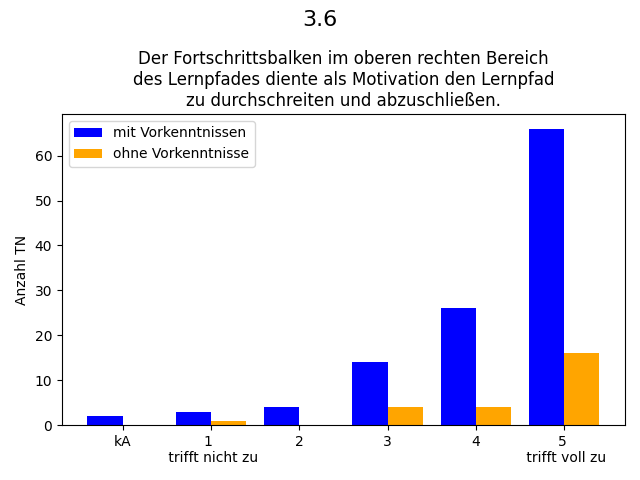 3.6
Der Fortschrittsbalken im oberen rechten Bereich
des Lernpfades diente als Motivation den Lernpfad
zu durchschreiten und abzuschließen.
mit Vorkenntnissen
ohne Vorkenntnisse
Anzahl TN
60
50
40
30
20
10
0
kA 1 2 3 4 5
trifft nicht zu trifft voll zu